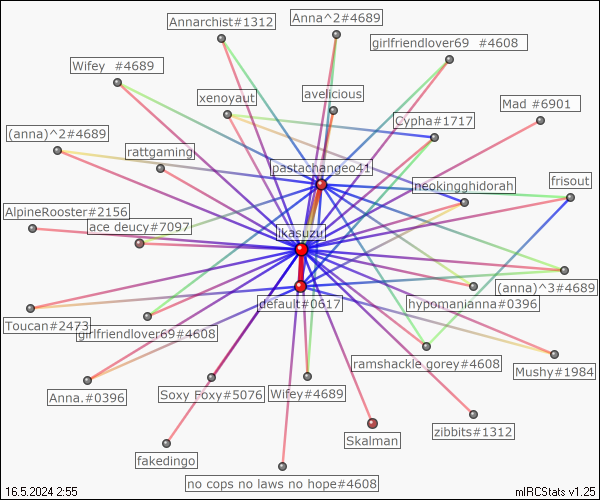 Annarchist#1312
Anna^2#4689
girlfriendlover69 #4608
Wifey #4689
xenoyaut
avelicious
Mad #6901
Cypha#1717
(anna)^2#4689
rattgaming
pastachangeo41
neokingghidorah
frisout
AlpineRooster#2156
ace deucy#7097
ikasuzu
(anna)^3#4689
default#0617
hypomanianna#0396
Toucan#2473
girlfriendlover69#4608
ramshackle gorey#4608
Mushy#1984
Anna.#0396
Soxy Foxy#5076
Wifey#4689
Skalman
zibbits#1312
fakedingo
no cops no laws no hope#4608
16.5.2024 2:55
mIRCStats v1.25